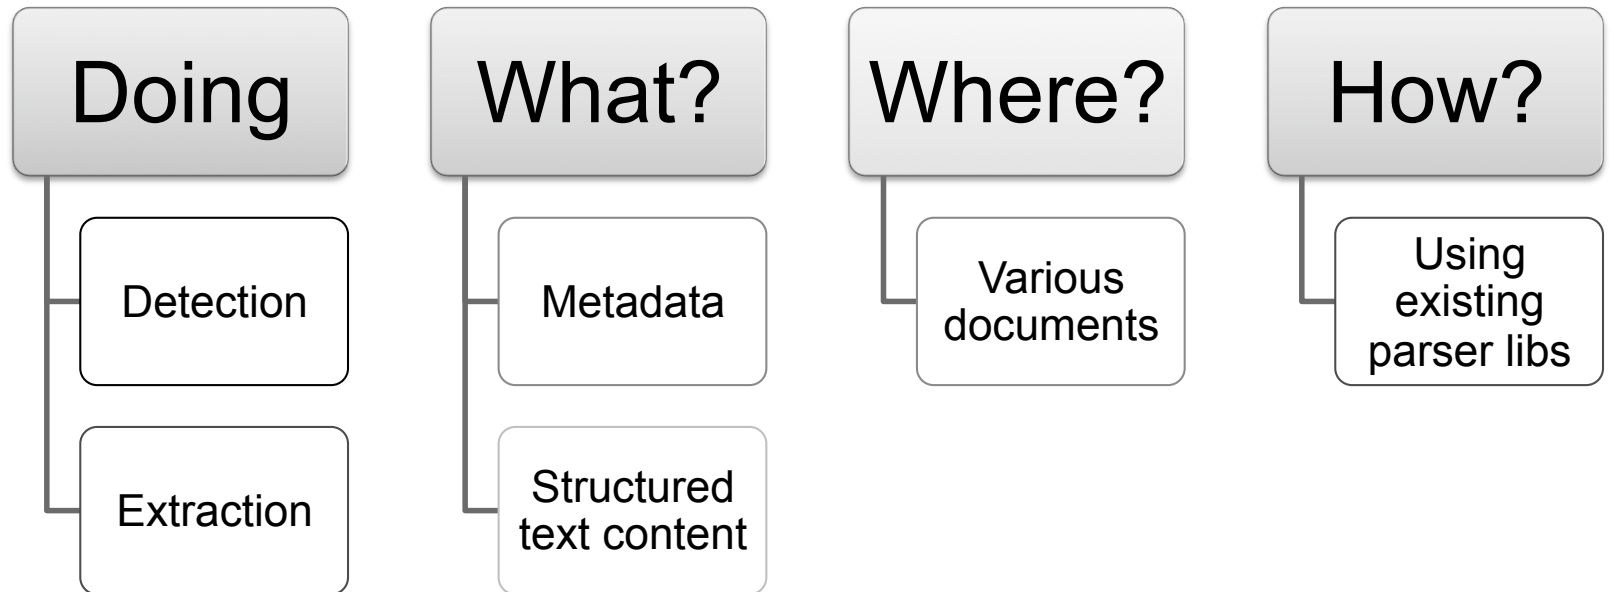 Doing
Detection
Extraction
What?
Metadata
Structured
text content
Where?
Various
documents
How?
Using
existing
parser libs